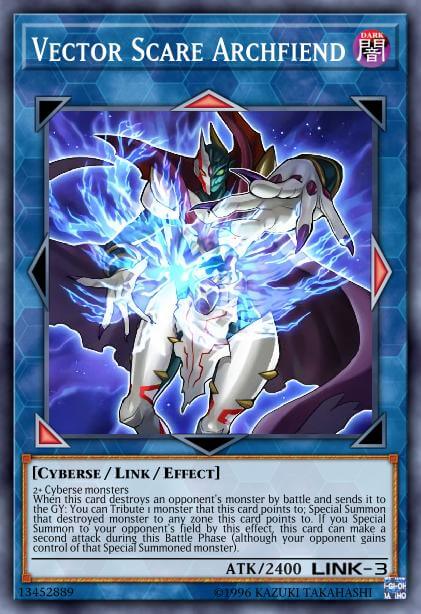 VECTOR SCARE ARCHFIEND
DARK
闇
[CYBERSE / LINK / EFFECT]
2+ Cyberse monsters
When this card destroys an opponent's monster by battle and sends it to
the GY: You can Tribute 1 monster that this card points to; Special Summon
that destroyed monster to any zone this card points to. If you Special
Summon to your opponent's field by this effect, this card can make a
second attack during this Battle Phase (although your opponent gains
control of that Special Summoned monster).
ATK/2400 LINK-3
13452889
©1996 KAZUKI TAKAHASHI